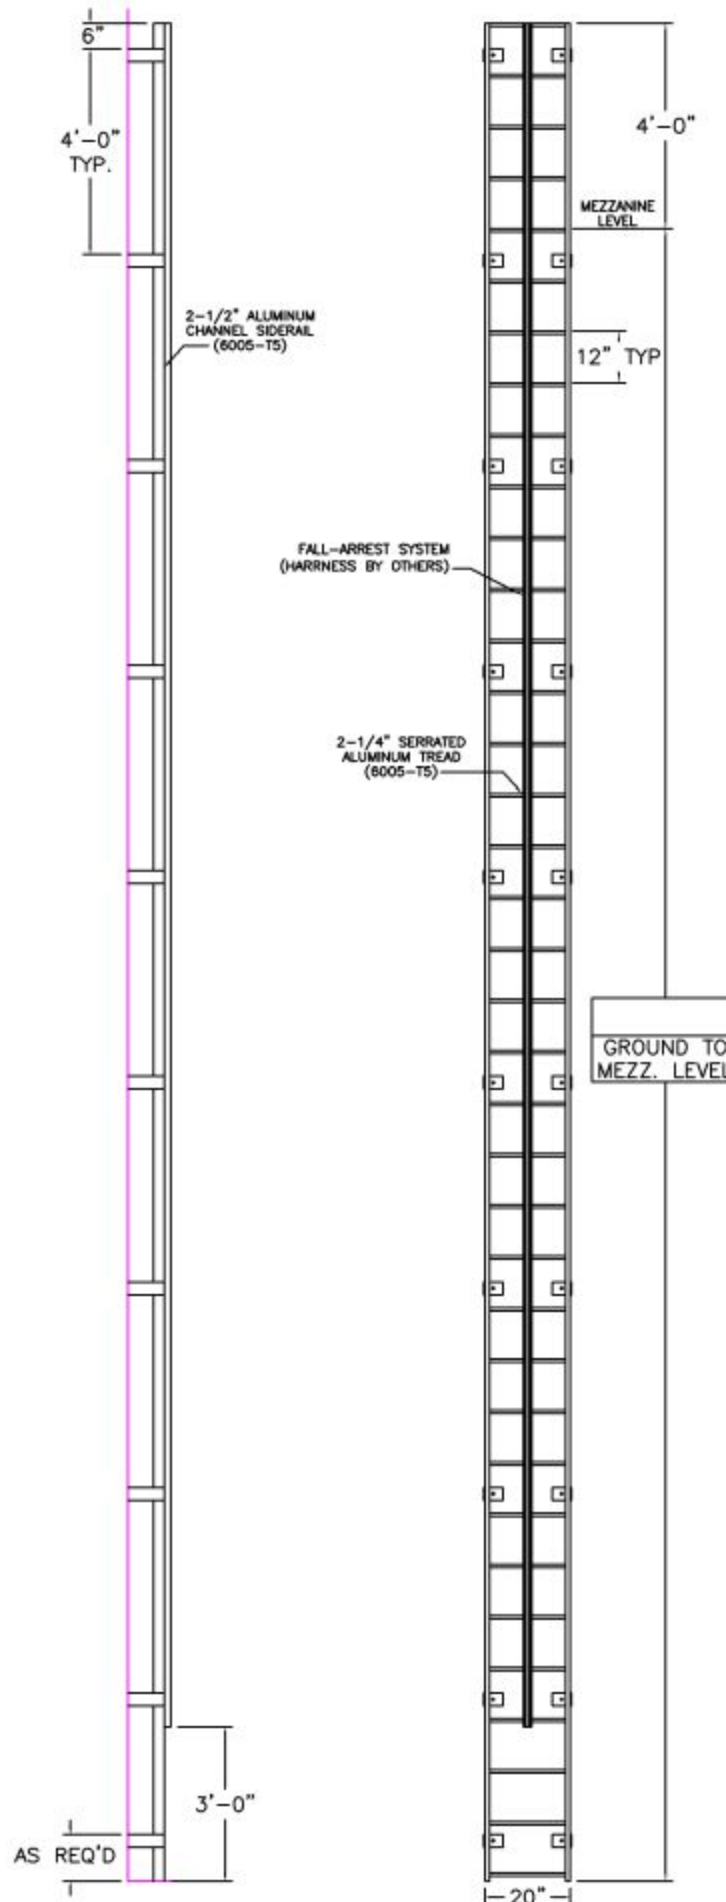 6"
4'-0"
TYP.
2-1/2" ALUMINUM
CHANNEL SIDERAIL
(6005-T5)
4'-0"
MEZZANINE
LEVEL
12" TYP
FALL-ARREST SYSTEM
(HARRNESS BY OTHERS)
2-1/4" SERRATED
ALUMINUM TREAD
(6005-T5)
GROUND TO
MEZZ. LEVEL
3'-0"
AS REQ'D
20"